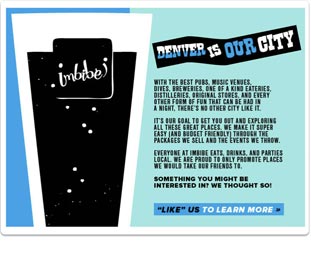 imbibe
DENVER IS OUR CITY
WITH THE BEST PUBS, MUSIC VENUES,
DIVES, BREWERIES, ONE OF A KIND EATERIES,
DISTILLERIES, ORIGINAL STORES, AND EVERY
OTHER FORM OF FUN THAT CAN BE HAD IN
A NIGHT, THERE'S NO OTHER CITY LIKE IT.
IT'S OUR GOAL TO GET YOU OUT AND EXPLORING
ALL THESE GREAT PLACES. WE MAKE IT SUPER
EASY (AND BUDGET FRIENDLY) THROUGH THE
PACKAGES WE SELL AND THE EVENTS WE THROW.
EVERYONE AT IMBIBE EATS, DRINKS, AND PARTIES
LOCAL. WE ARE PROUD TO ONLY PROMOTE PLACES
WE WOULD TAKE OUR FRIENDS TO.
SOMETHING YOU MIGHT BE
INTERESTED IN? WE THOUGHT SO!
"LIKE" US TO LEARN MORE »